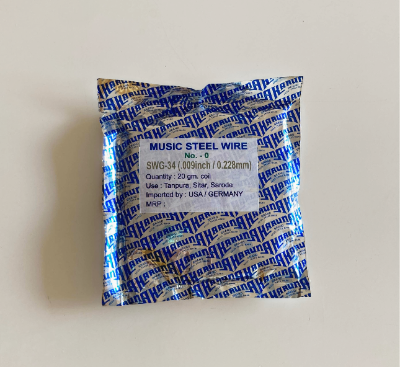 MUSIC STEEL WIRE
No. - 0
SWG-34 (.009inch / 0.228mm)
Quantity : 20 gm. coil
Use : Tanpura, Sitar, Saroda
Imported by : USA / GERMANY
MRP :
KARUNA